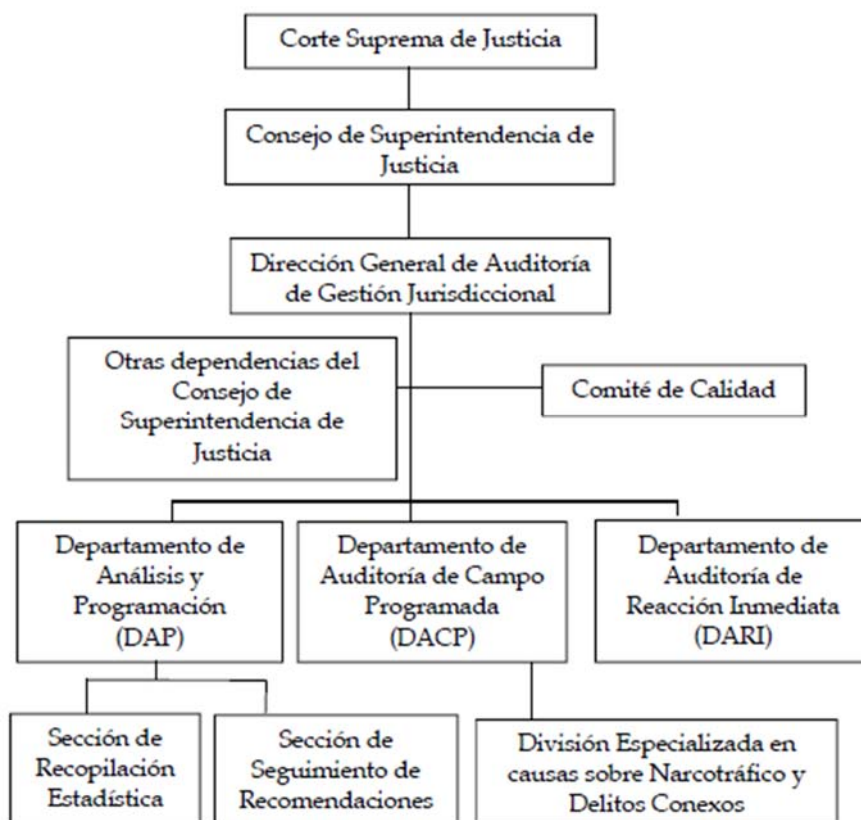 Corte Suprema de Justicia
Consejo de Superintendencia de
Justicia
Dirección General de Auditoría
de Gestión Jurisdiccional
Otras dependencias del
Consejo de
Superintendencia de
Justicia
Comité de Calidad
Departamento de
Análisis y
Programación
(DAP)
Departamento de
Auditoría de Campo
Programada
(DACP)
Departamento de
Auditoría de
Reacción Inmediata
(DARI)
Sección de
Recopilación
Estadística
Sección de
Seguimiento de
Recomendaciones
División Especializada en
causas sobre Narcotráfico y
Delitos Conexos